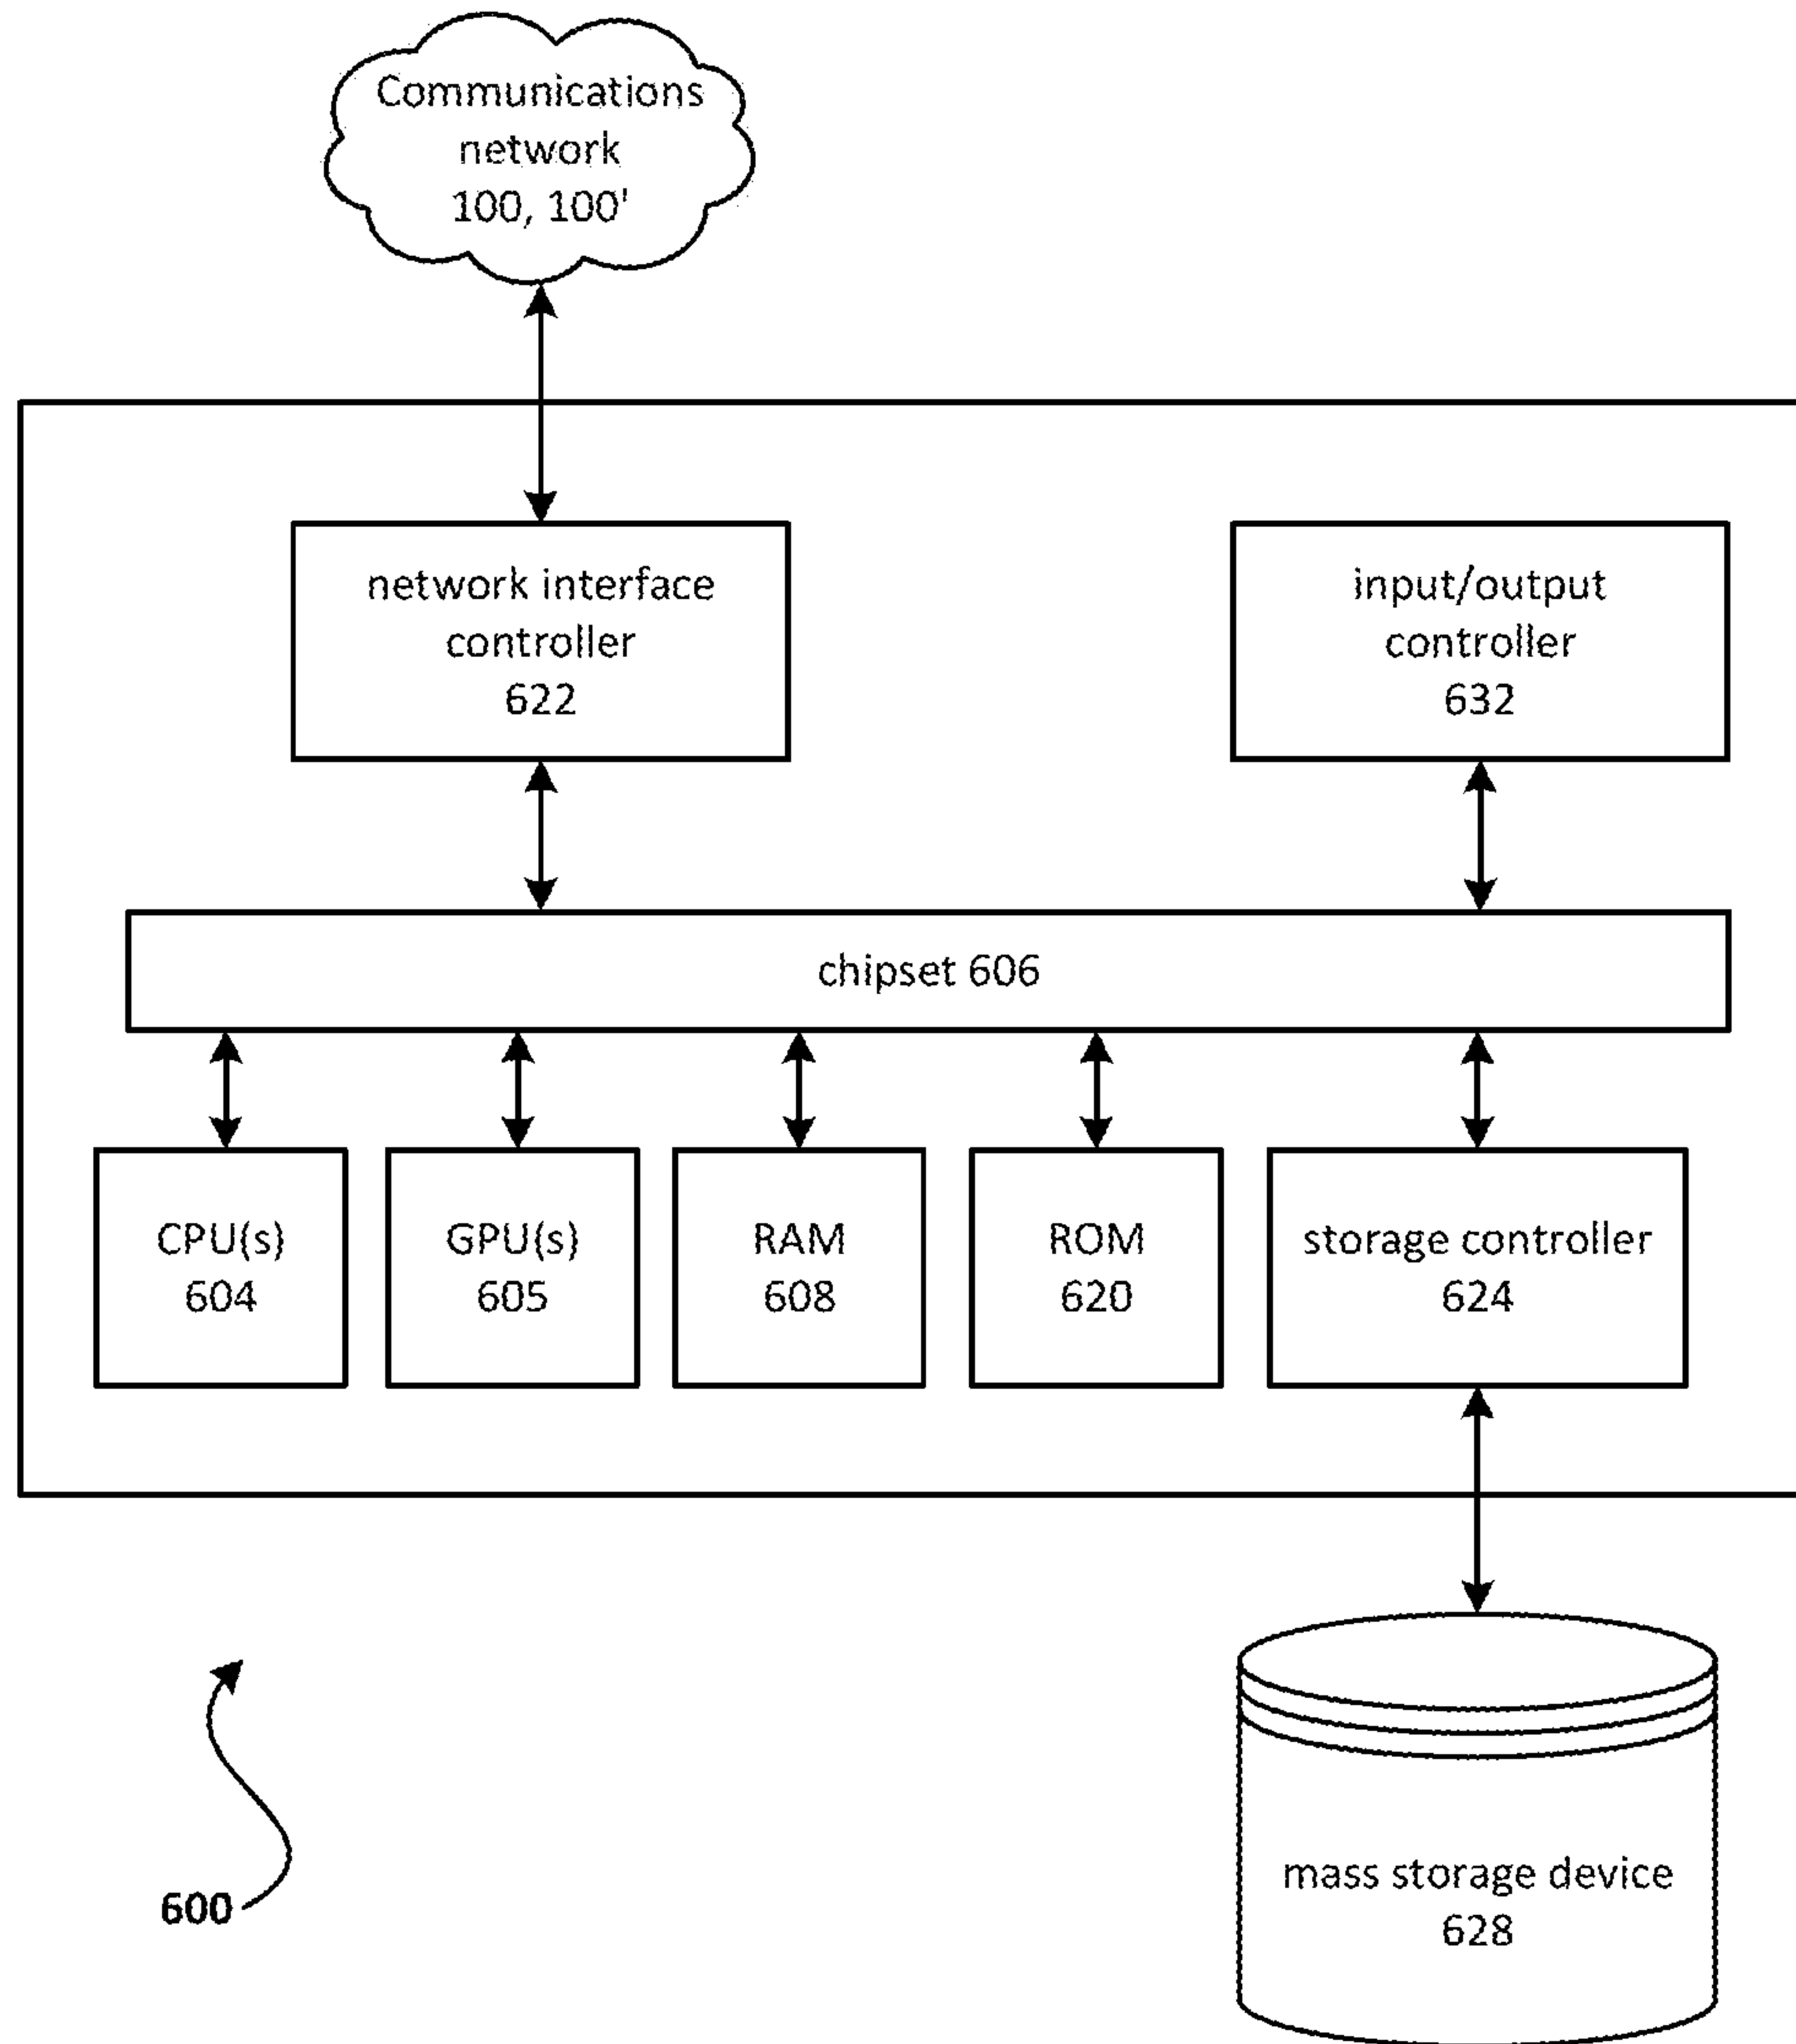 Communications
network
100, 100'
network interface
controller
622
input/output
controller
632
chipset 606
CPU(s)
604
GPU(s)
605
RAM
608
ROM
620
storage controller
624
mass storage device
628
600